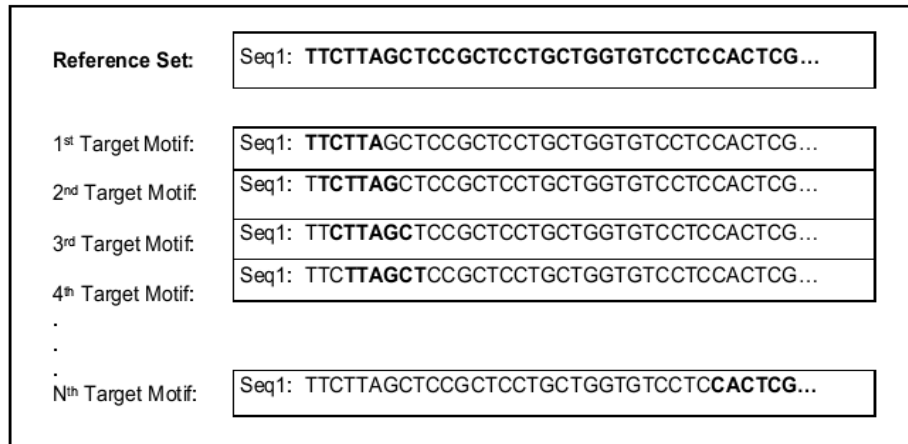 Reference Set: Seq1: TTCTTAGCTCCGCTCCTGCTGGTGTCCTCCACTCG...
1st Target Motif: Seq1: TTCTTAGCTCCGCTCCTGCTGGTGTCCTCCACTCG...
2nd Target Motif: Seq1: TTCTTAGCTCCGCTCCTGCTGGTGTCCTCCACTCG...
3rd Target Motif: Seq1: TTCTTAGCTCCGCTCCTGCTGGTGTCCTCCACTCG...
4th Target Motif: Seq1: TTCTTAGCTCCGCTCCTGCTGGTGTCCTCCACTCG...
.
.
.
Nth Target Motif: Seq1: TTCTTAGCTCCGCTCCTGCTGGTGTCCTCCACTCG...